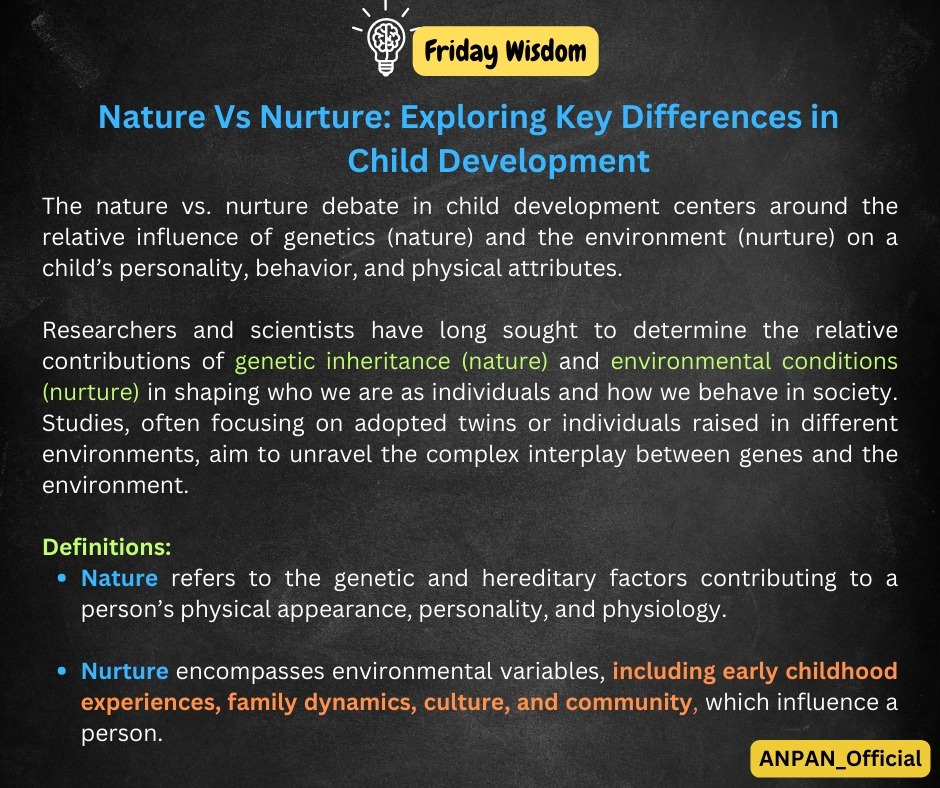 Friday Wisdom
Nature Vs Nurture: Exploring Key Differences in
Child Development
The nature vs. nurture debate in child development centers around the
relative influence of genetics (nature) and the environment (nurture) on a
child’s personality, behavior, and physical attributes.
Researchers and scientists have long sought to determine the relative
contributions of genetic inheritance (nature) and environmental conditions
(nurture) in shaping who we are as individuals and how we behave in society.
Studies, often focusing on adopted twins or individuals raised in different
environments, aim to unravel the complex interplay between genes and the
environment.
Definitions:
• Nature refers to the genetic and hereditary factors contributing to a
person’s physical appearance, personality, and physiology.
• Nurture encompasses environmental variables, including early childhood
experiences, family dynamics, culture, and community, which influence a
person.
ANPAN_Official